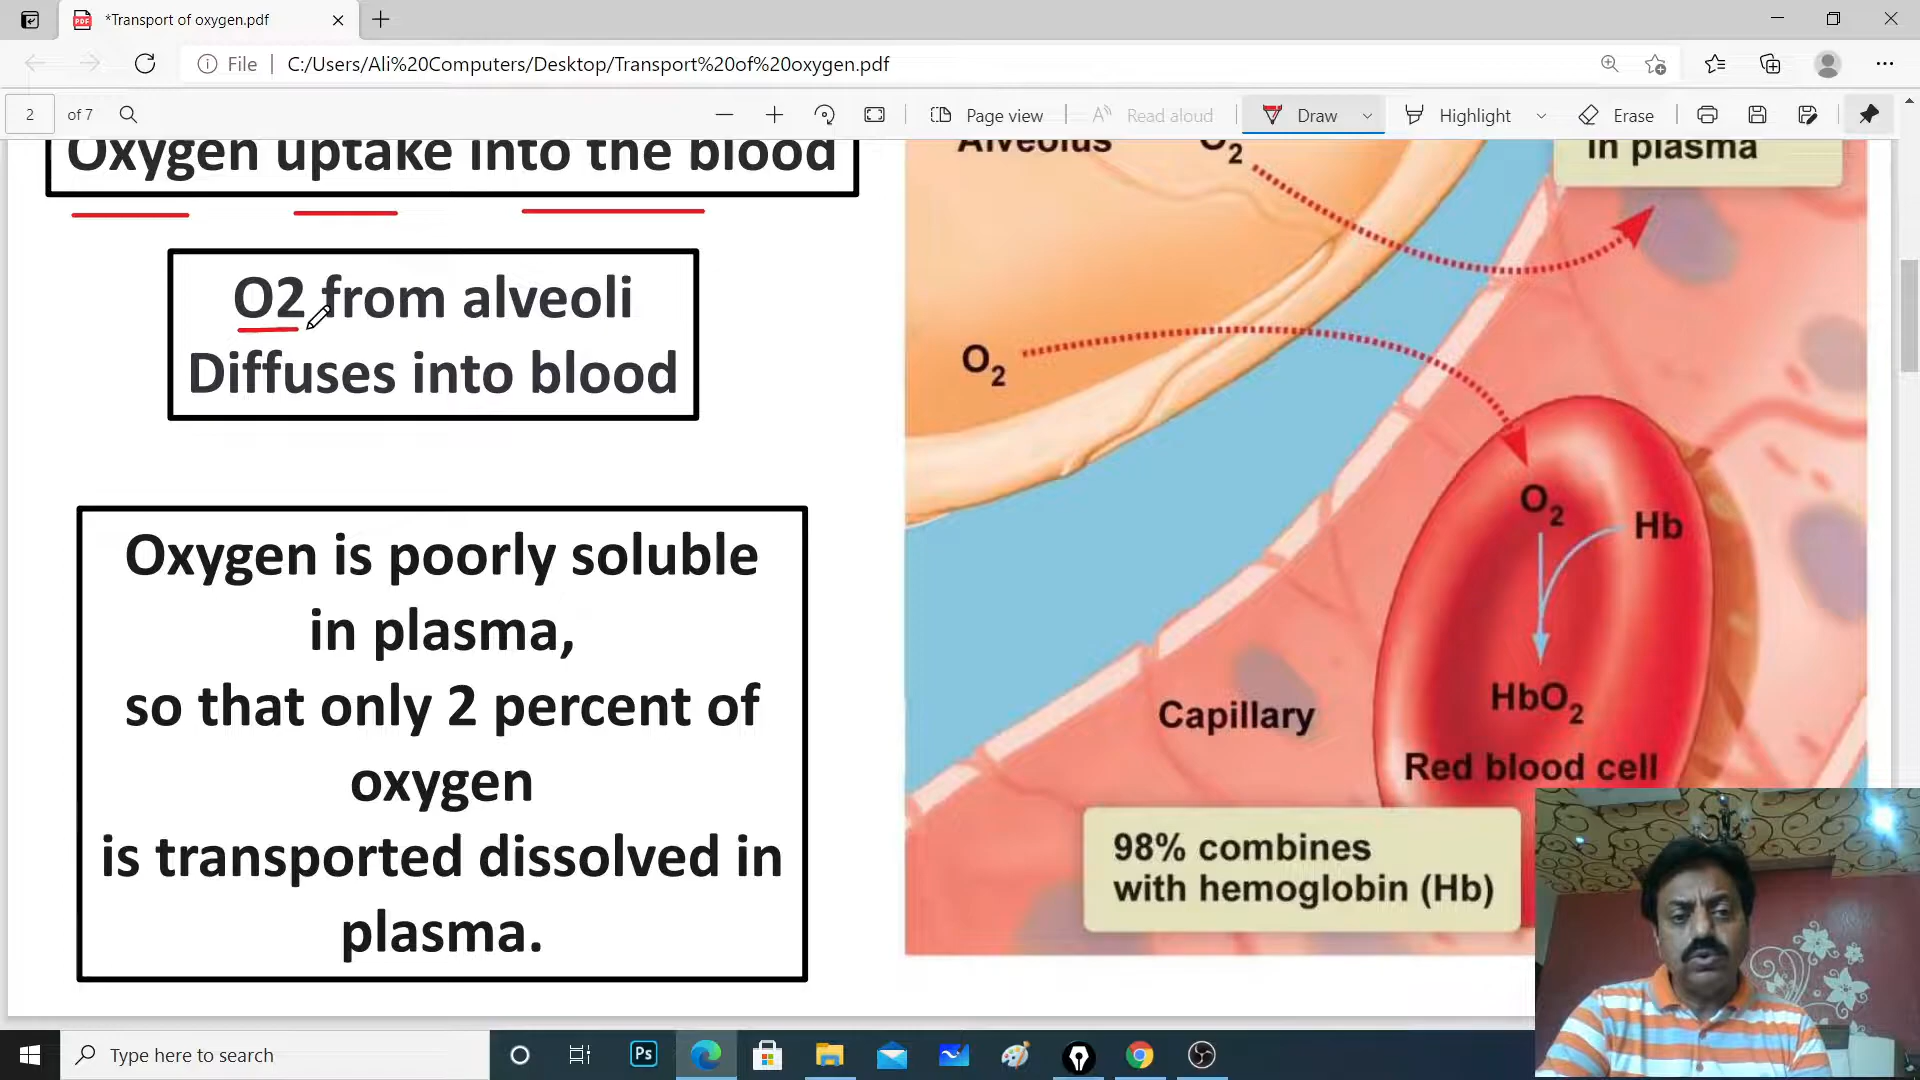 *Transport of oxygen.pdf
File
C:/Users/Ali%20Computers/Desktop/Transport%20of%20oxygen.pdf
2 of 7
Page view
Read aloud
Draw
Highlight
Erase
Oxygen uptake into the blood
O2 from alveoli
Diffuses into blood
Oxygen is poorly soluble
in plasma,
so that only 2 percent of
oxygen
is transported dissolved in
plasma.
Alveolus
O2
in plasma
O2
O2
Hb
HbO2
Capillary
Red blood cell
98% combines
with hemoglobin (Hb)
Type here to search
Ps